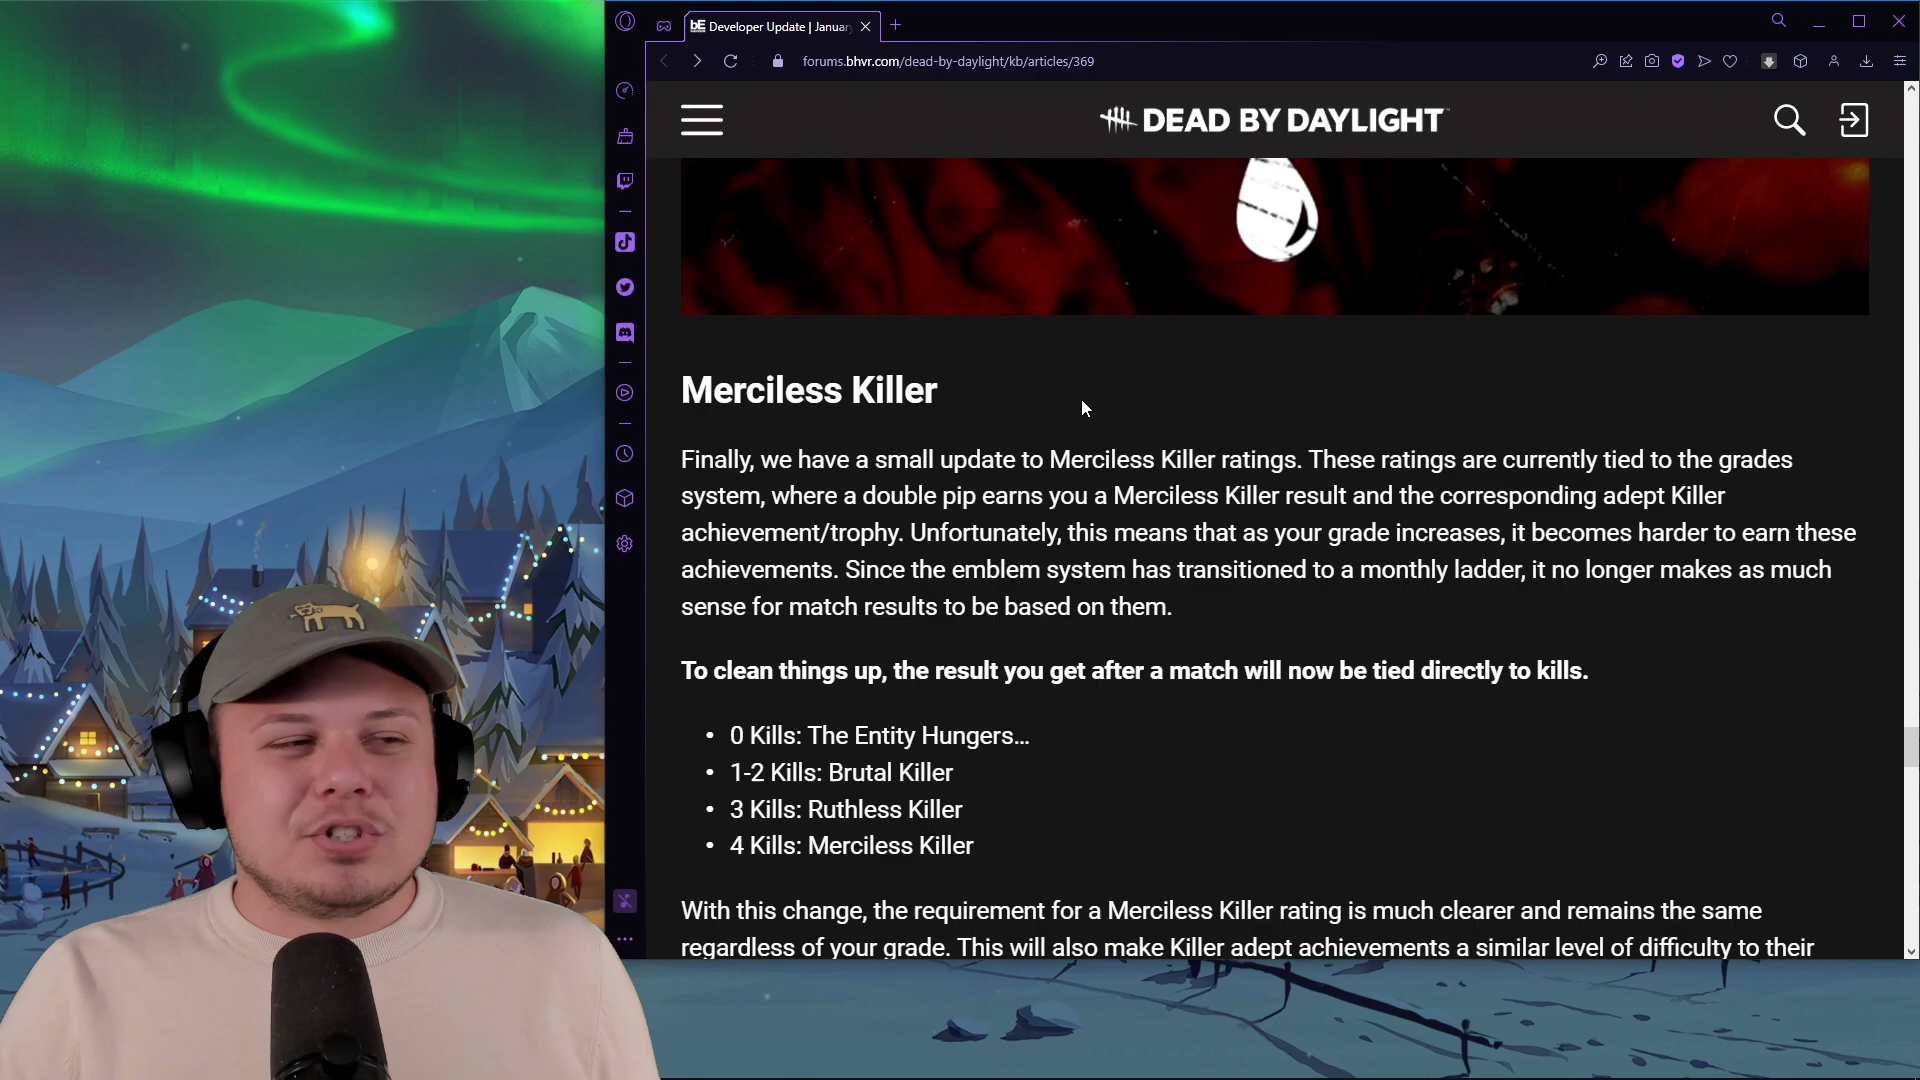 bE Developer Update | Januar
forums.bhvr.com/dead-by-daylight/kb/articles/369
DEAD BY DAYLIGHT
Merciless Killer
Finally, we have a small update to Merciless Killer ratings. These ratings are currently tied to the grades
system, where a double pip earns you a Merciless Killer result and the corresponding adept Killer
achievement/trophy. Unfortunately, this means that as your grade increases, it becomes harder to earn these
achievements. Since the emblem system has transitioned to a monthly ladder, it no longer makes as much
sense for match results to be based on them.
To clean things up, the result you get after a match will now be tied directly to kills.
• 0 Kills: The Entity Hungers...
• 1-2 Kills: Brutal Killer
• 3 Kills: Ruthless Killer
• 4 Kills: Merciless Killer
With this change, the requirement for a Merciless Killer rating is much clearer and remains the same
regardless of your grade. This will also make Killer adept achievements a similar level of difficulty to their